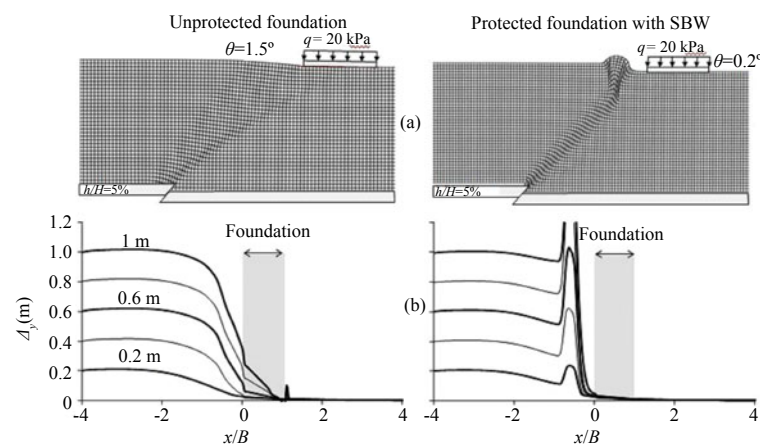 Unprotected foundation
Protected foundation with SBW
θ=1.5º
q = 20 kPa
q = 20 kPa
θ=0.2º
(a)
h/H=5%
h/H=5%
1.2
1.0
0.8
0.6
0.4
0.2
0
Δy(m)
1 m
0.6 m
0.2 m
Foundation
Foundation
(b)
-4
-2
0
2
4
x/B
-4
-2
0
2
4
x/B